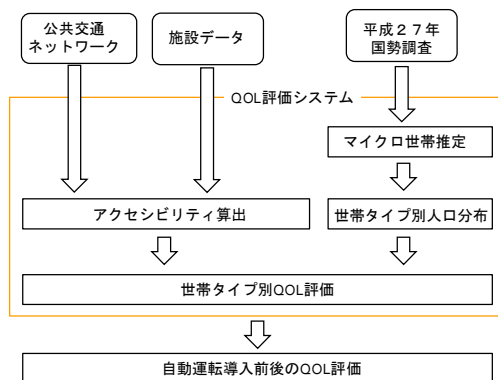 公共交通
ネットワーク
施設データ
平成２７年
国勢調査
QOL評価システム
マイクロ世帯推定
アクセシビリティ算出
世帯タイプ別人口分布
世帯タイプ別QOL評価
自動運転導入前後のQOL評価